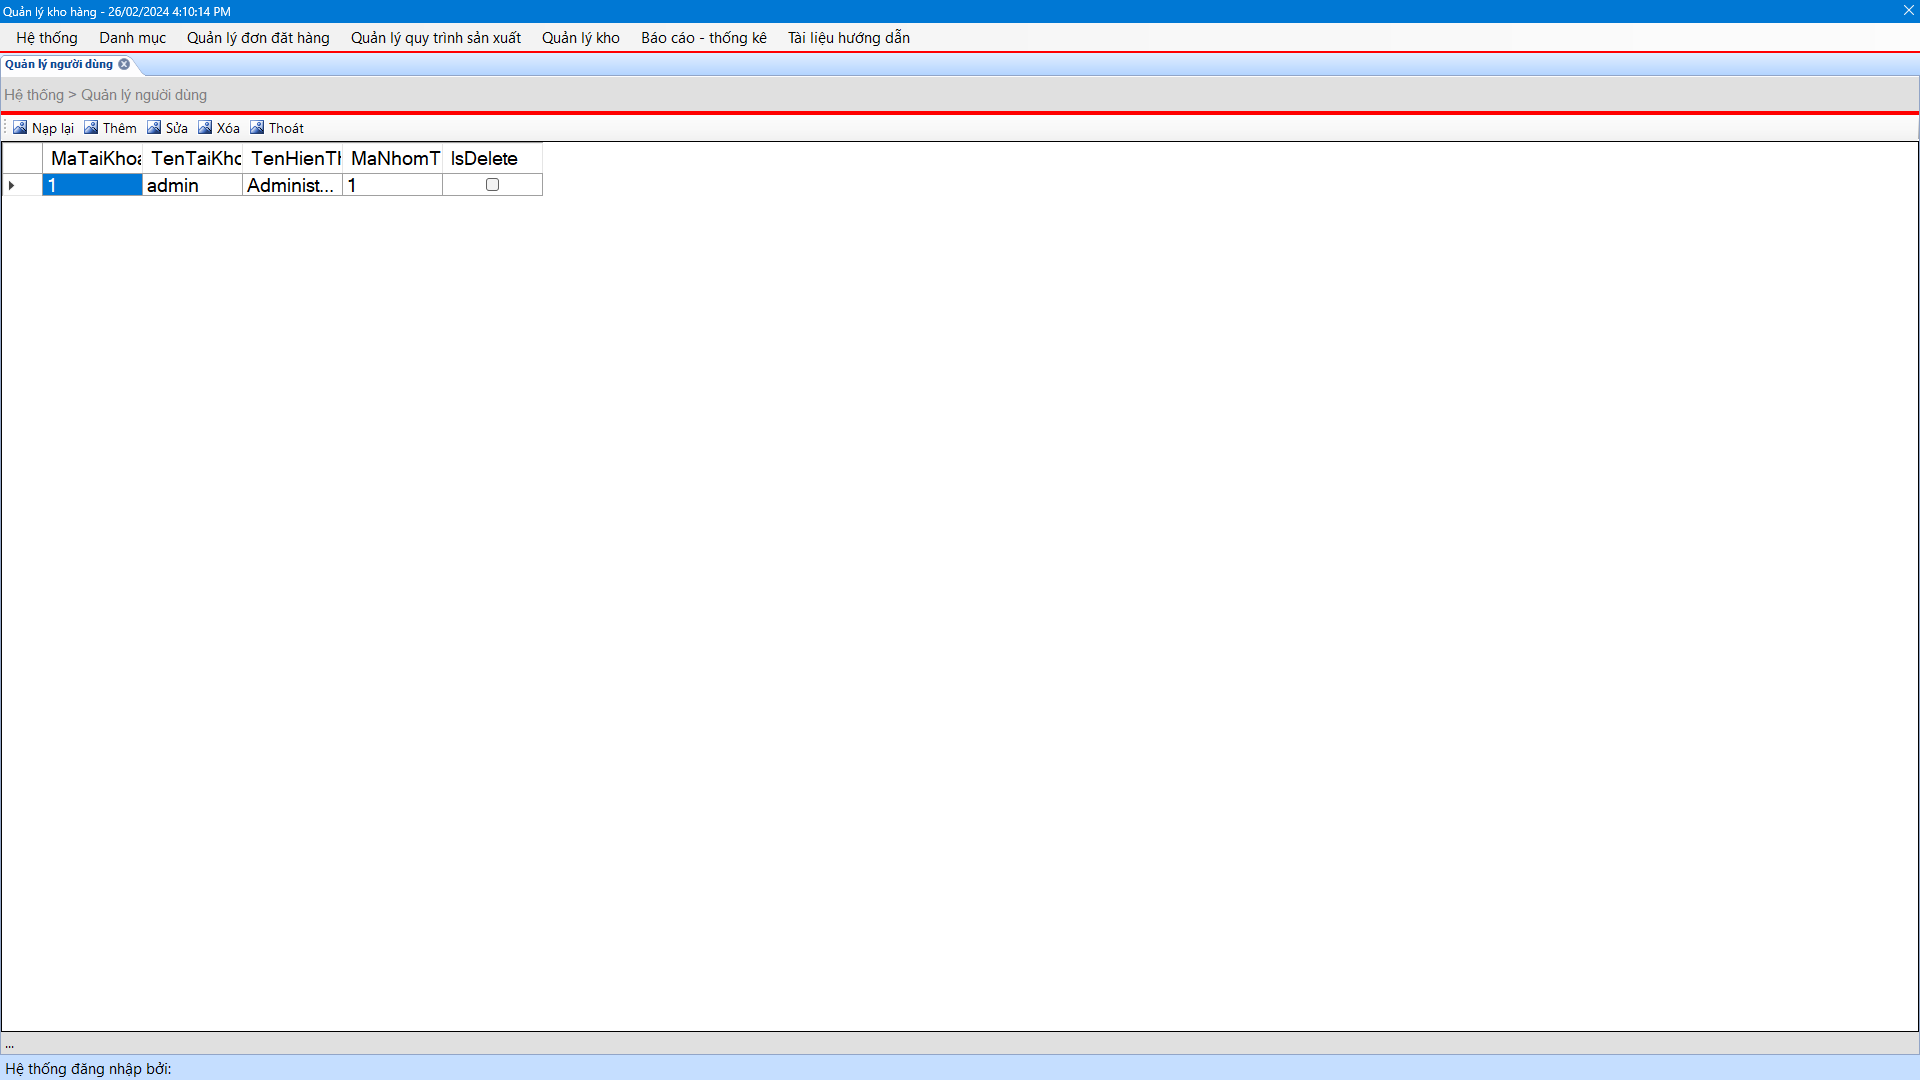 Quản lý kho hàng - 26/02/2024 4:10:14 PM
Hệ thống Danh mục Quản lý đơn đăt hàng Quản lý quy trình sản xuất Quản lý kho Báo cáo - thống kê Tài liệu hướng dẫn
Quản lý người dùng
Hệ thống > Quản lý người dùng
Nạp lại Thêm Sửa Xóa Thoát
MaTaiKhoa TenTaiKho TenHienTh MaNhomT IsDelete
1 admin Administ... 1
...
Hệ thống đăng nhập bởi: